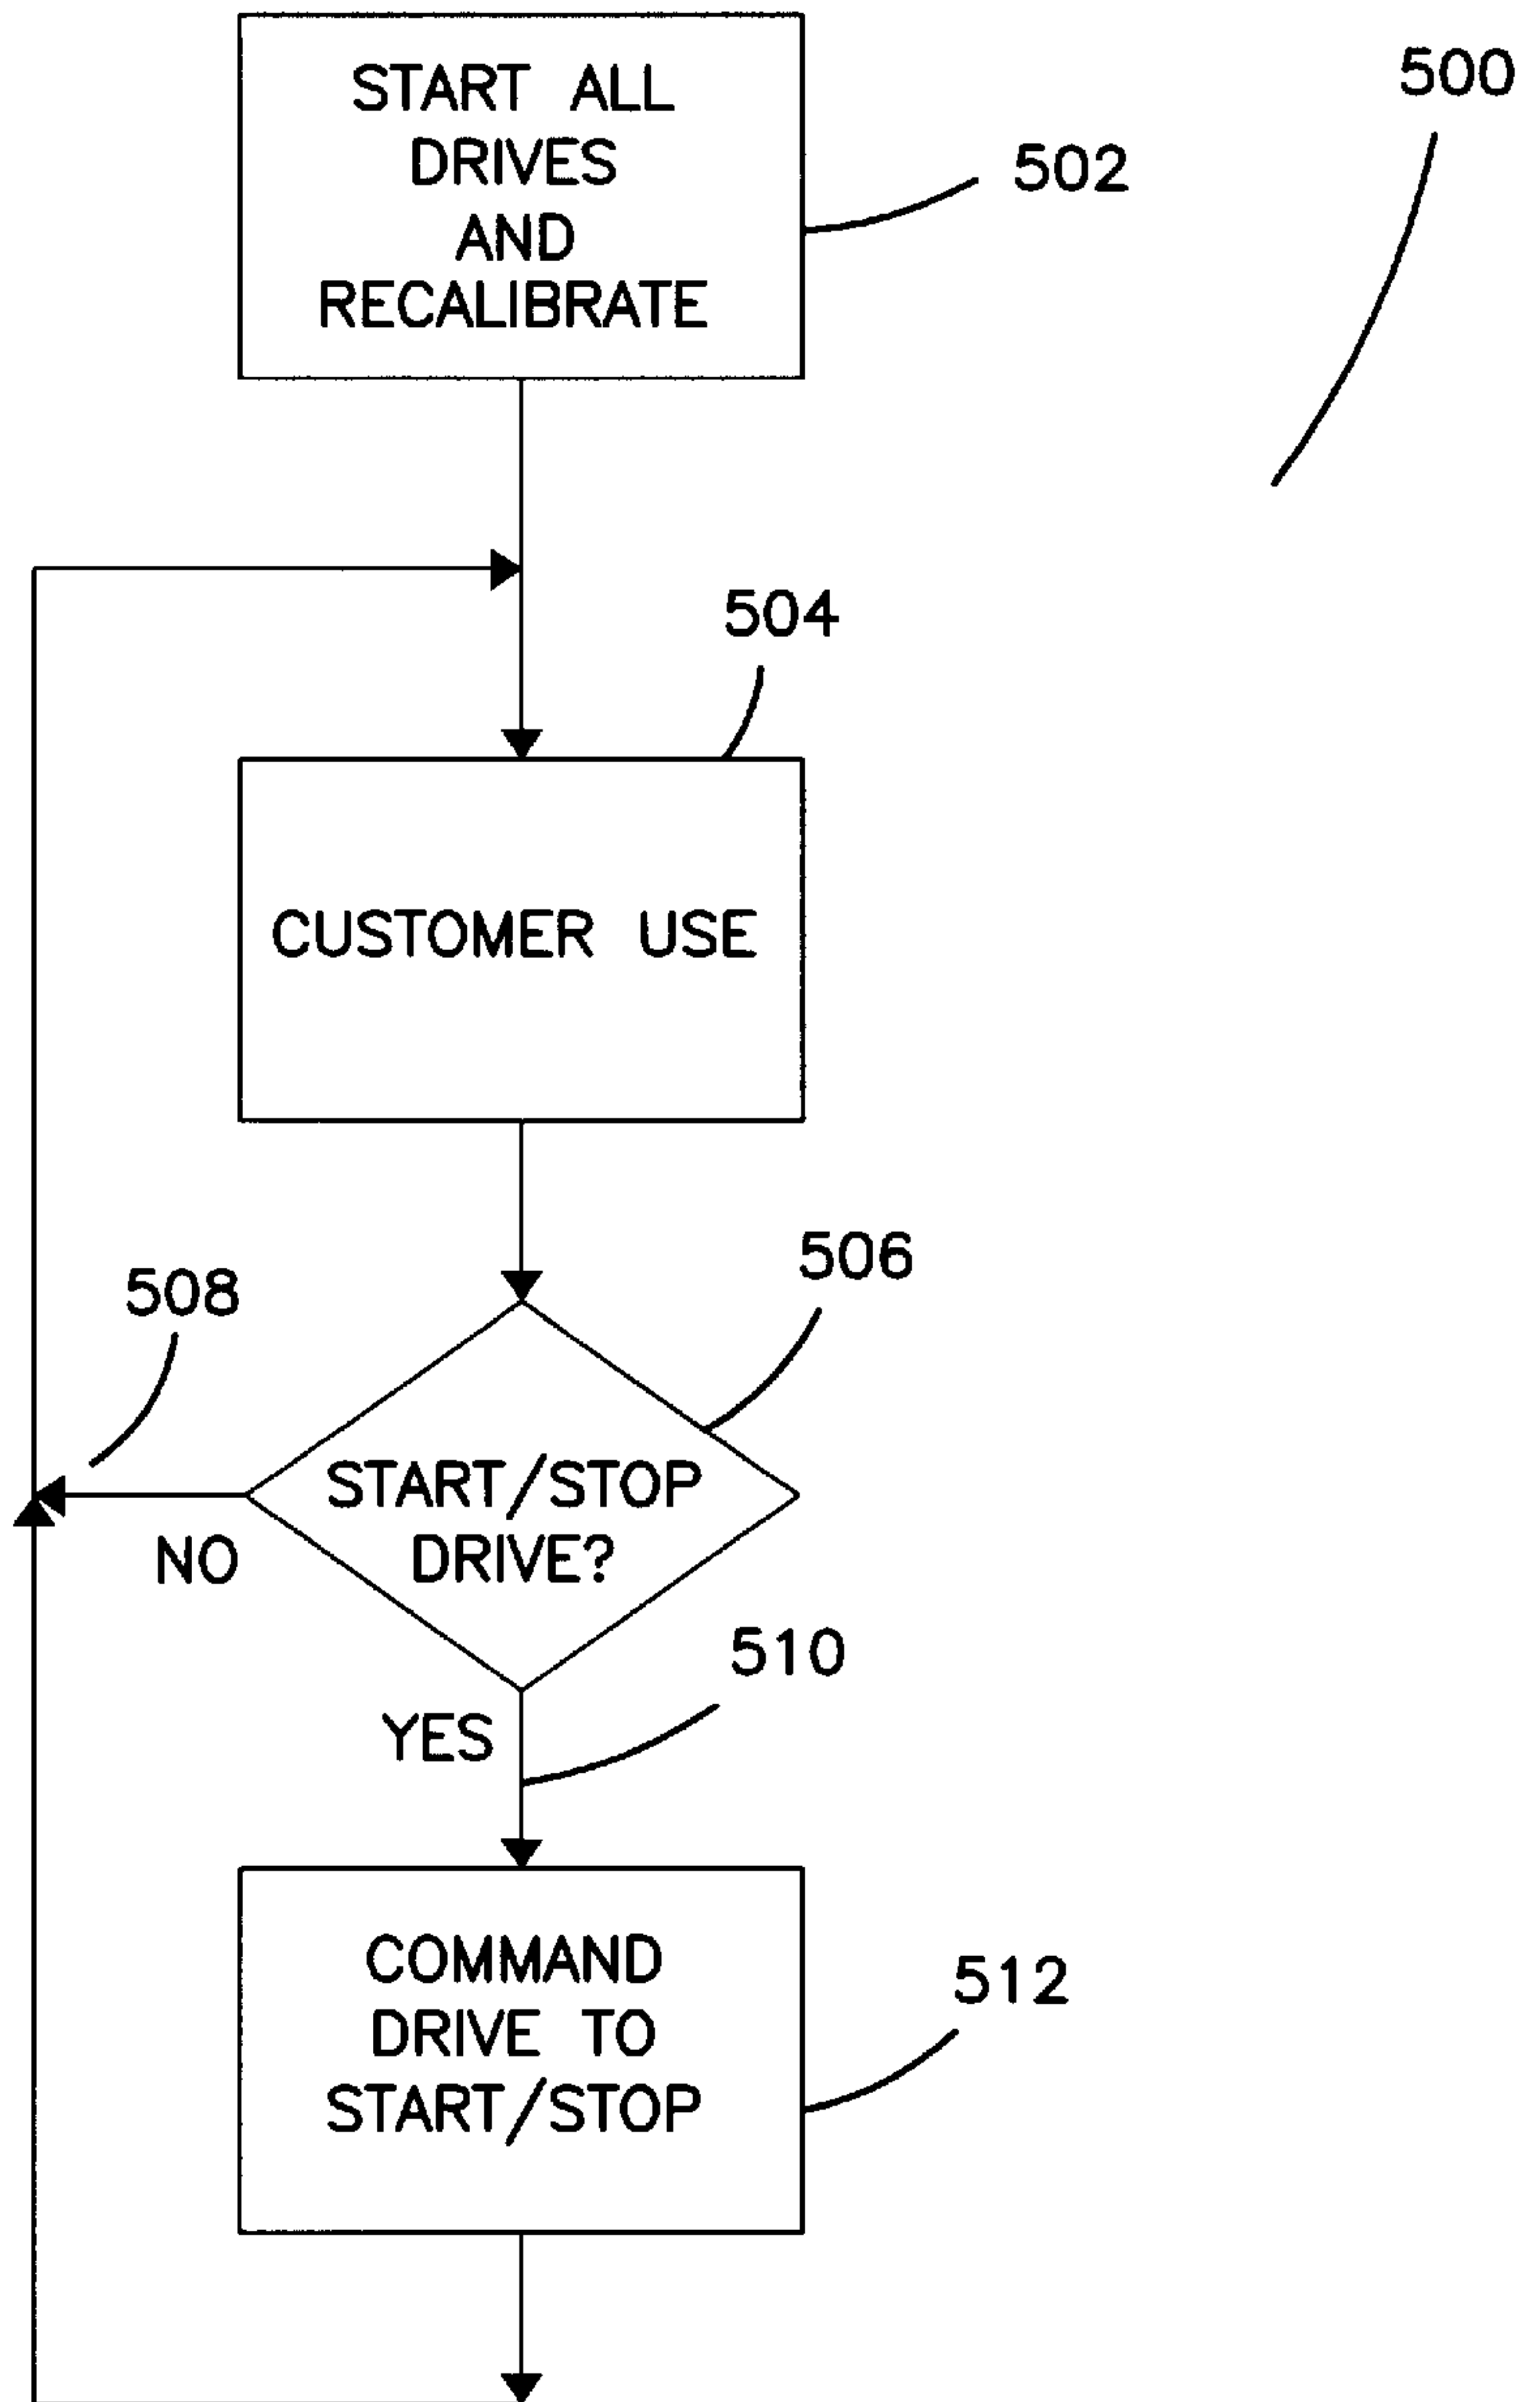 START ALL
DRIVES
AND
RECALIBRATE
500
502
504
CUSTOMER USE
506
508
START/STOP
DRIVE?
NO
510
YES
COMMAND
DRIVE TO
START/STOP
512